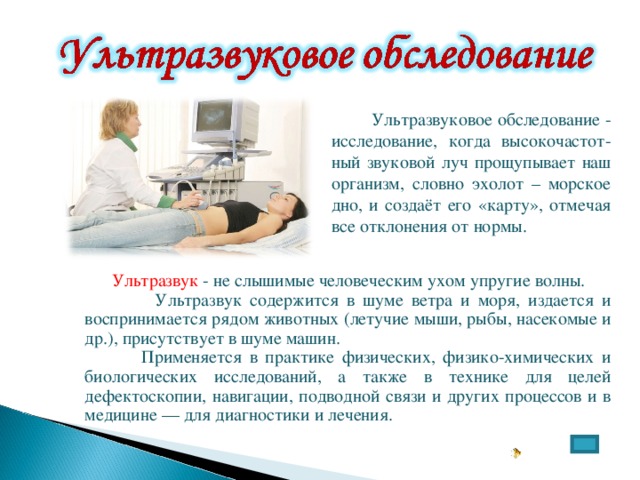 Ультразвуковое обследование
Ультразвуковое обследование -
исследование, когда высокочастот-
ный звуковой луч прощупывает наш
организм, словно эхолот – морское
дно, и создаёт его «карту», отмечая
все отклонения от нормы.
Ультразвук - не слышимые человеческим ухом упругие волны.
Ультразвук содержится в шуме ветра и моря, издается и
воспринимается рядом животных (летучие мыши, рыбы, насекомые и
др.), присутствует в шуме машин.
Применяется в практике физических, физико-химических и
биологических исследований, а также в технике для целей
дефектоскопии, навигации, подводной связи и других процессов и в
медицине — для диагностики и лечения.